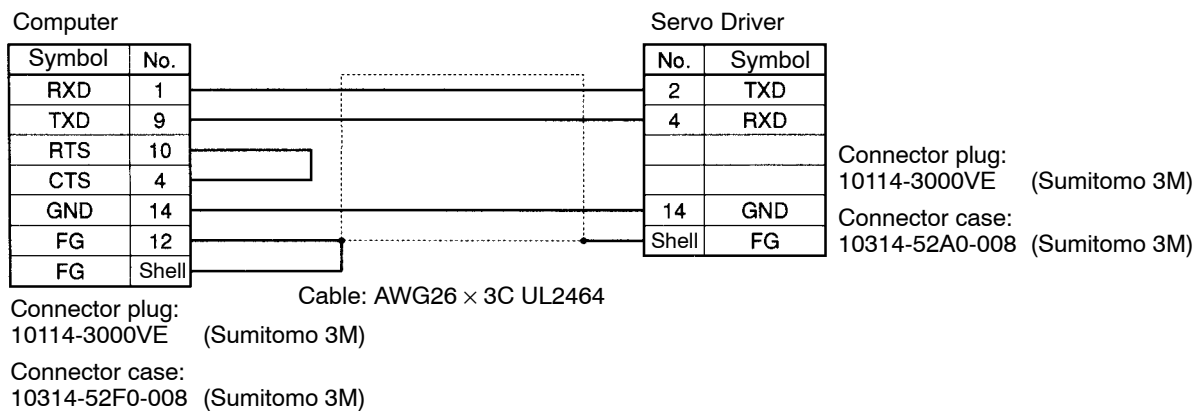 Computer
Servo Driver
Symbol No.
No. Symbol
RXD 1
2 TXD
TXD 9
4 RXD
RTS 10
CTS 4
GND 14
14 GND
FG 12
Shell FG
FG Shell
Connector plug:
10114-3000VE (Sumitomo 3M)
Connector case:
10314-52A0-008 (Sumitomo 3M)
Cable: AWG26 × 3C UL2464
Connector plug:
10114-3000VE (Sumitomo 3M)
Connector case:
10314-52F0-008 (Sumitomo 3M)